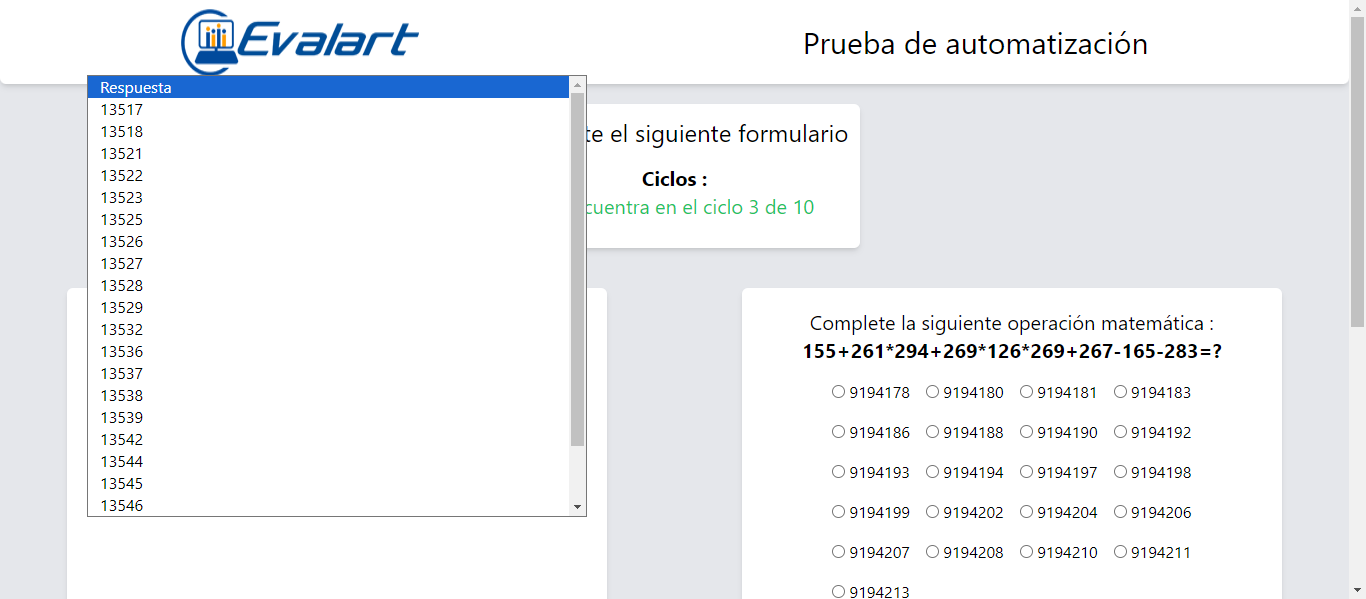 Evalart
Prueba de automatización
Respuesta
13517
13518
13521
13522
13523
13525
13526
13527
13528
13529
13532
13536
13537
13538
13539
13542
13544
13545
13546
el siguiente formulario
Ciclos :
en el ciclo 3 de 10
Complete la siguiente operación matemática :
155+261*294+269*126*269+267-165-283=?
9194178 9194180 9194181 9194183
9194186 9194188 9194190 9194192
9194193 9194194 9194197 9194198
9194199 9194202 9194204 9194206
9194207 9194208 9194210 9194211
9194213